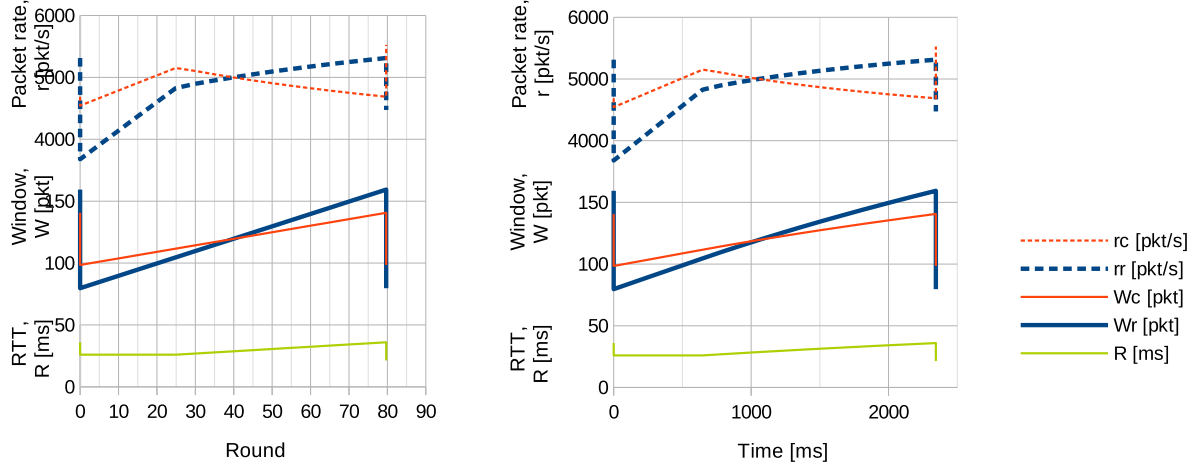 Packet rate,
r [pkt/s]
6000
5000
4000
Window,
W [pkt]
150
100
RTT,
R [ms]
50
0
0 10 20 30 40 50 60 70 80 90
Round
Packet rate,
r [pkt/s]
6000
5000
4000
Window,
W [pkt]
150
100
RTT,
R [ms]
50
0
0 1000 2000
Time [ms]
rc [pkt/s]
rr [pkt/s]
Wc [pkt]
Wr [pkt]
R [ms]